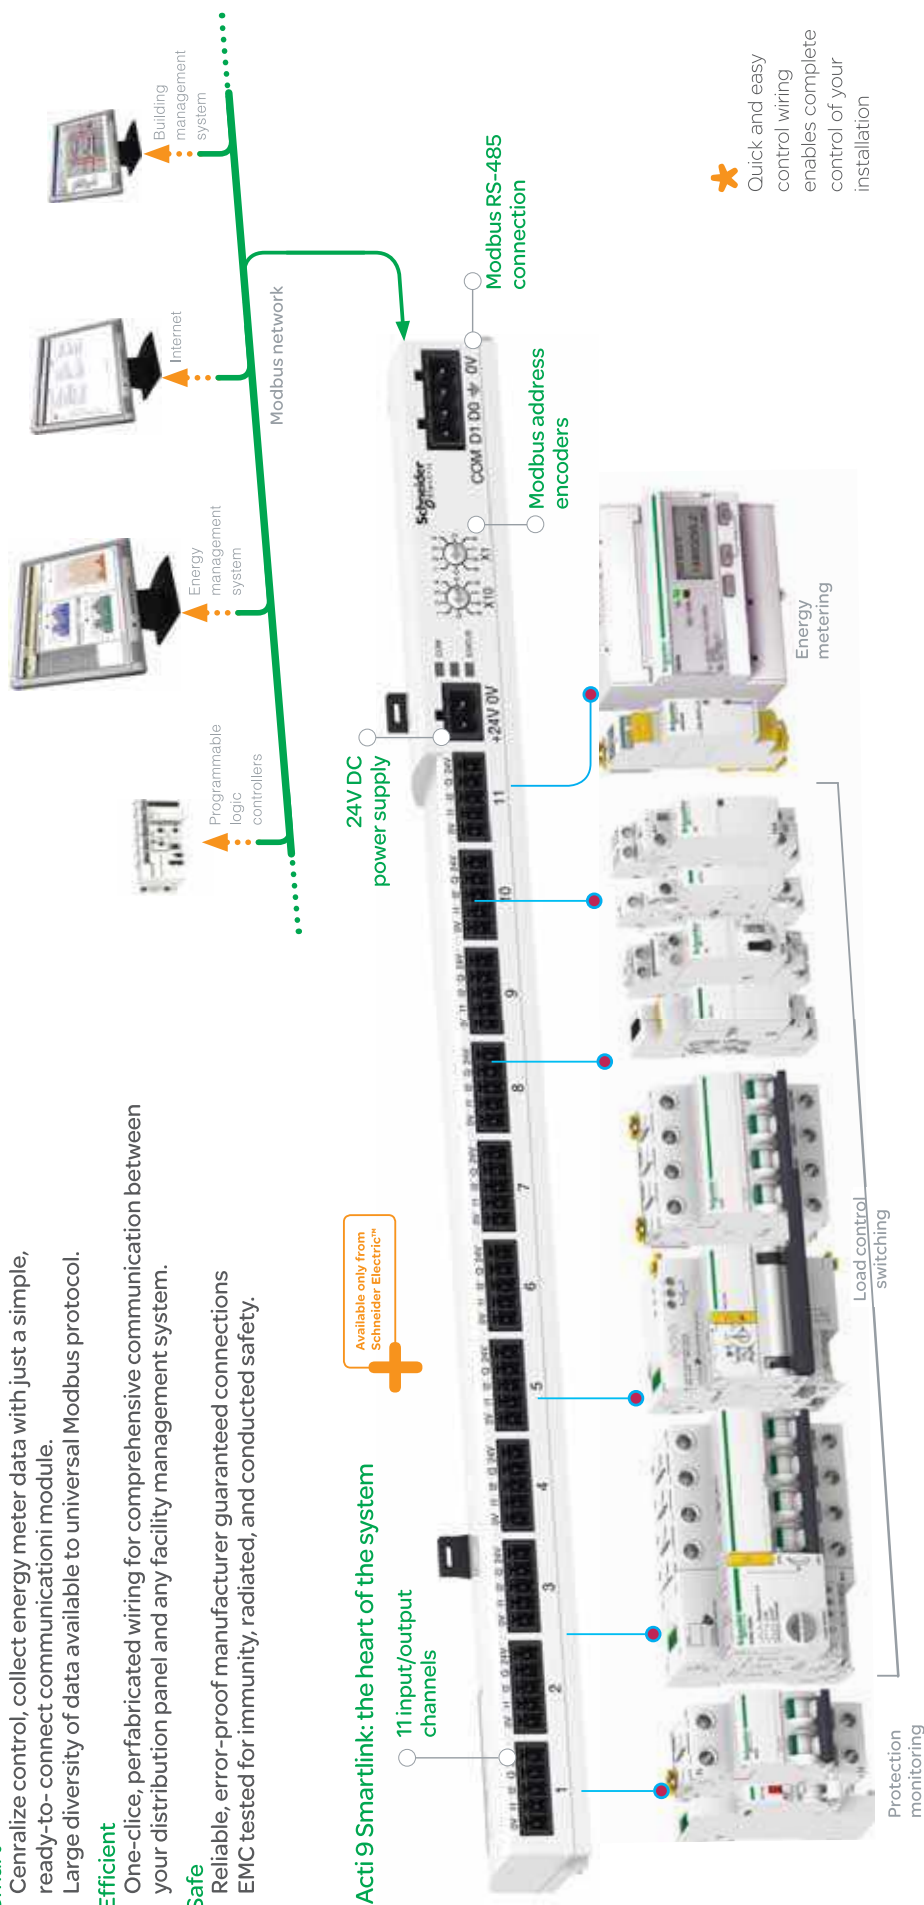 Cenralize control, collect energy meter data with just a simple,
ready-to- connect communicationi module.
Large diversity of data available to universal Modbus protocol.
Efficient
One-clice, perfabricated wiring for comprehensive communication between
your distribution panel and any facility management system.
Safe
Reliable, error-proof manufacturer guaranteed connections
EMC tested for immunity, radiated, and conducted safety.
Programmable
logic
controllers
Energy
management
system
Internet
Building
management
system
Modbus network
Acti 9 Smartlink: the heart of the system
Available only from
Schneider Electric™
11 input/output
channels
24V DC
power supply
Modbus address
encoders
Modbus RS-485
connection
1
2
3
4
5
6
7
8
9
10
11
+24V 0V
COM
STATUS
X10
X1
Schneider
Electric
COM D1 D0 ⏚ 0V
Protection
monitoring
Load control
switching
Energy
metering
Quick and easy
control wiring
enables complete
control of your
installation